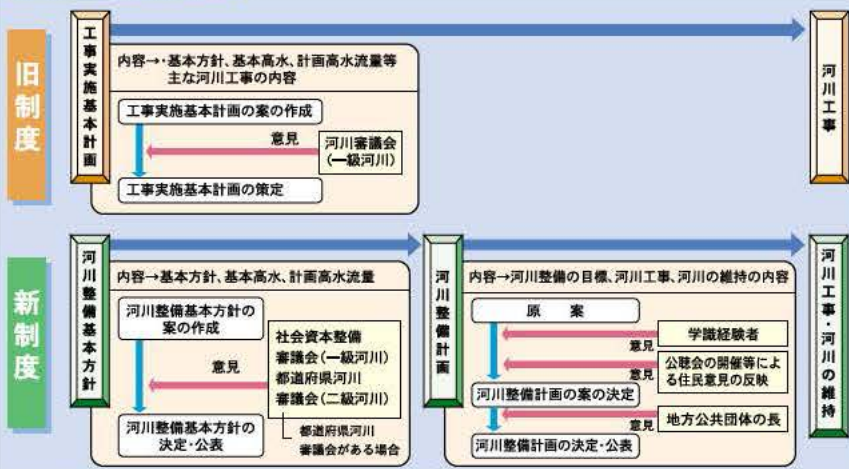 旧制度
工事実施基本計画
内容→・基本方針、基本高水、計画高水流量等
主な河川工事の内容
工事実施基本計画の案の作成
意見
河川審議会
(一級河川)
工事実施基本計画の策定
河川工事
新制度
河川整備基本方針
内容→基本方針、基本高水、計画高水流量
河川整備基本方針の
案の作成
意見
社会資本整備
審議会(一級河川)
都道府県河川
審議会(二級河川)
都道府県河川
審議会がある場合
河川整備基本方針の
決定・公表
河川整備計画
内容→河川整備の目標、河川工事、河川の維持の内容
原案
意見
学識経験者
意見
公聴会の開催等によ
る住民意見の反映
河川整備計画の案の決定
意見
地方公共団体の長
河川整備計画の決定・公表
河川工事・河川の維持